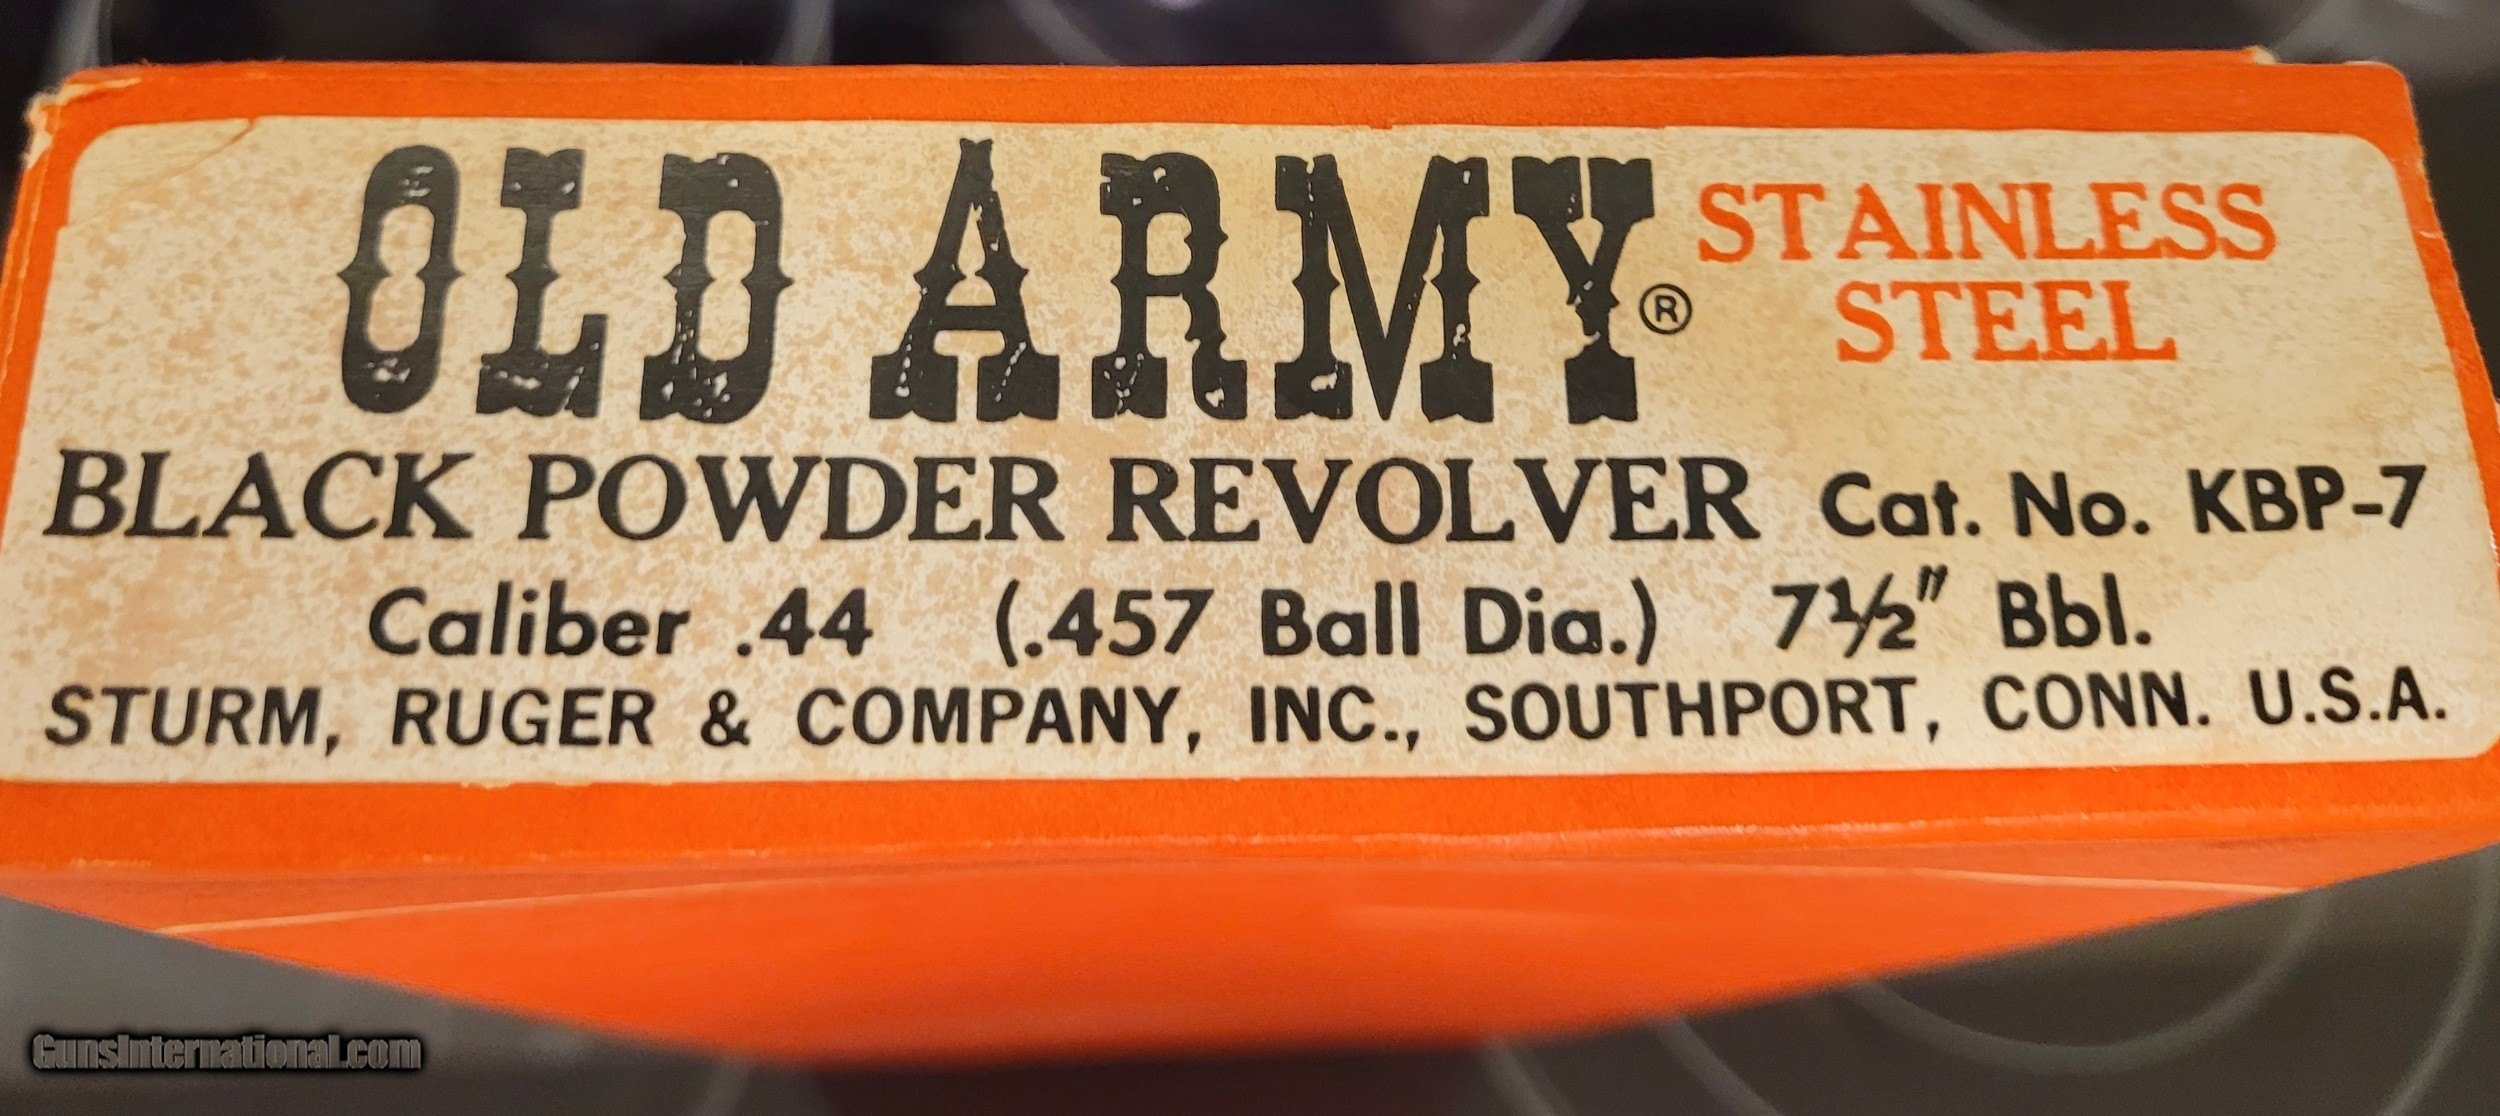 OLD ARMY® STAINLESS STEEL
BLACK POWDER REVOLVER Cat. No. KBP-7
Caliber .44 (.457 Ball Dia.) 7½" Bbl.
STURM, RUGER & COMPANY, INC., SOUTHPORT, CONN. U.S.A.
GunsInternational.com